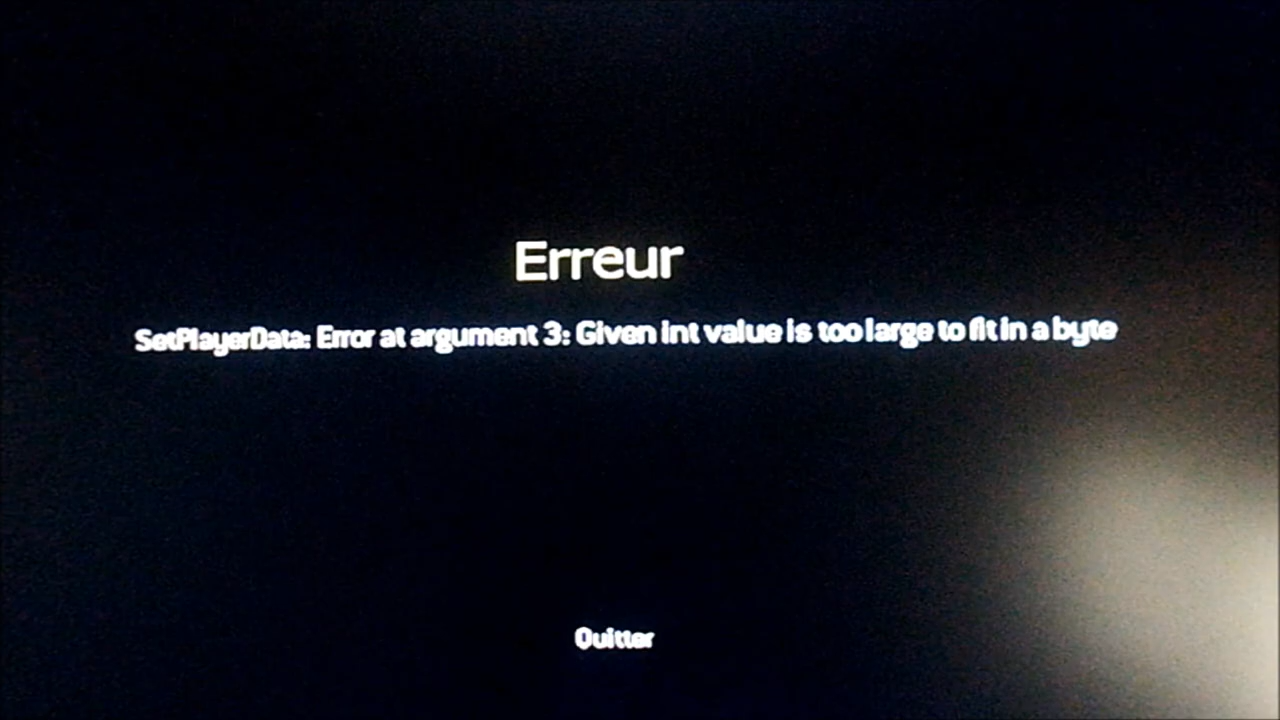 Erreur
SetPlayerData: Error at argument 3: Given int value is too large to fit in a byte
Quitter